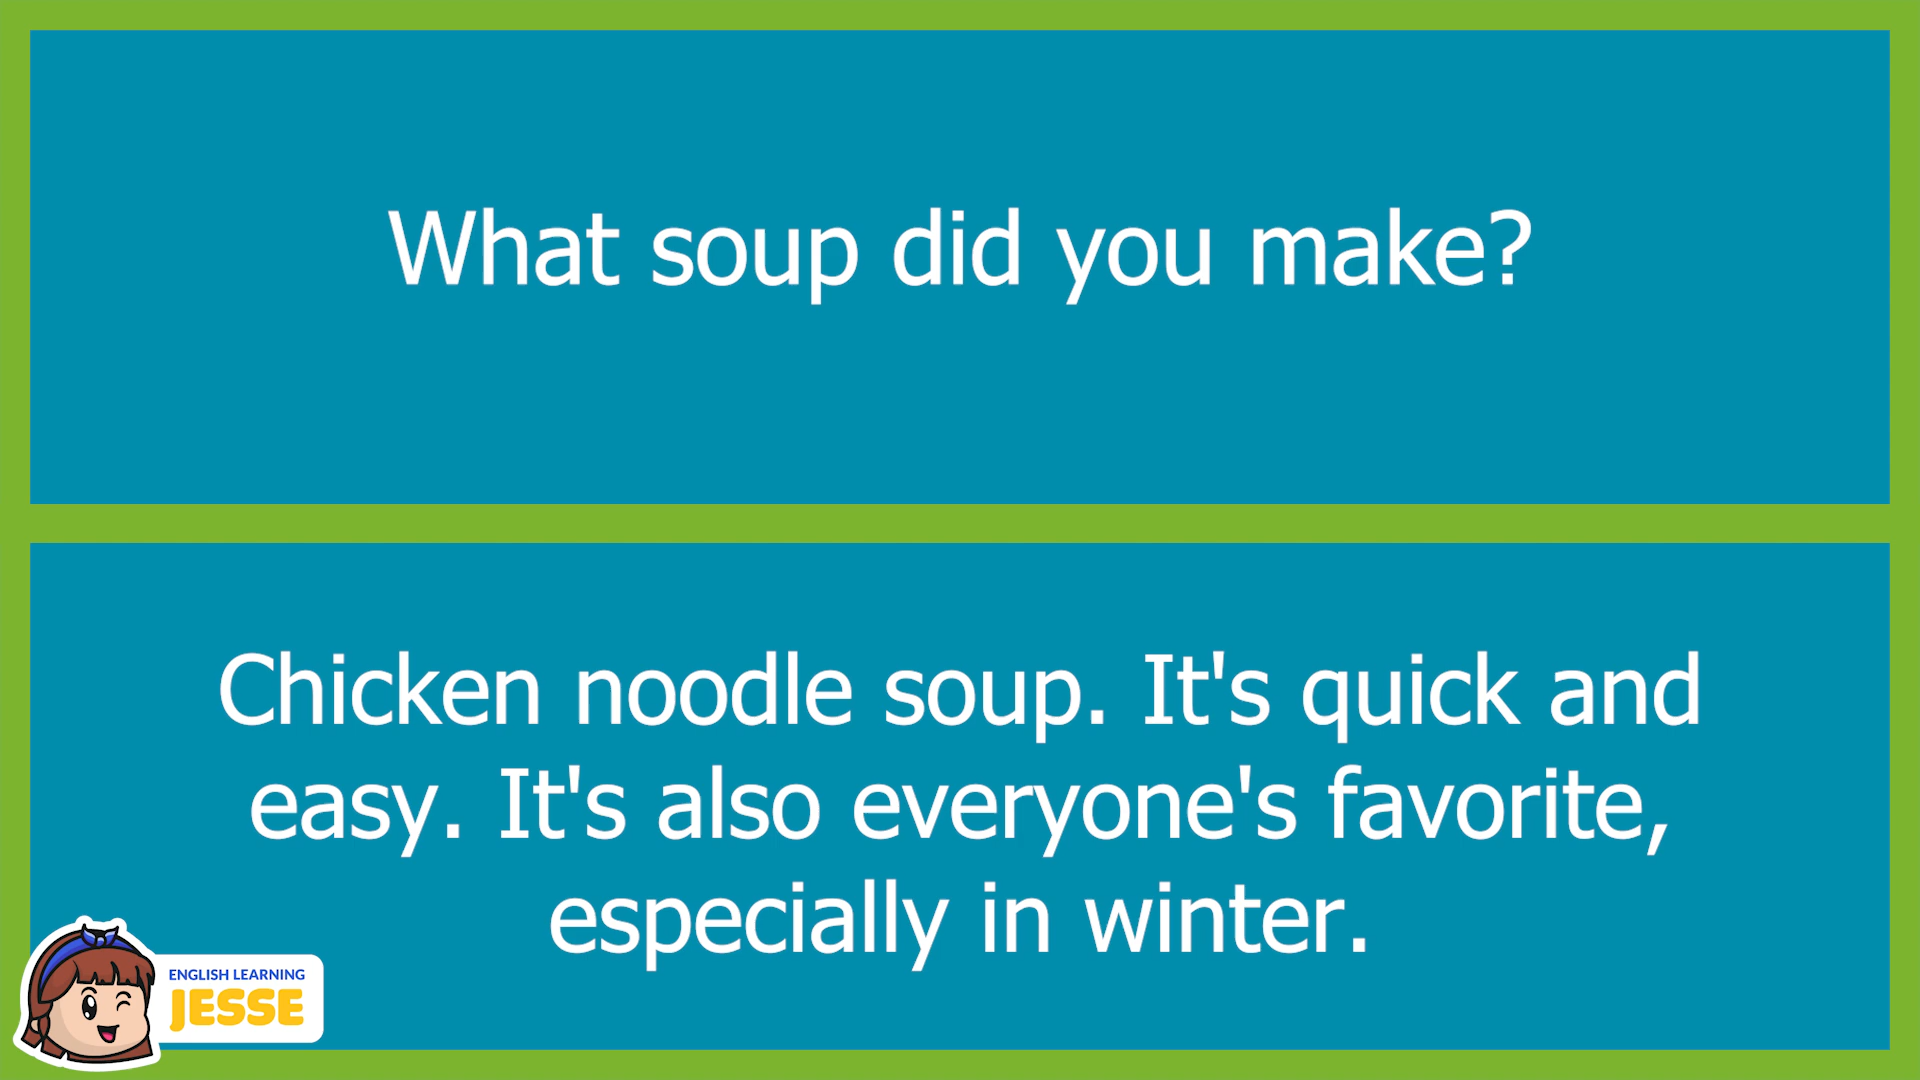 What soup did you make?
Chicken noodle soup. It's quick and
easy. It's also everyone's favorite,
especially in winter.
ENGLISH LEARNING
JESSE